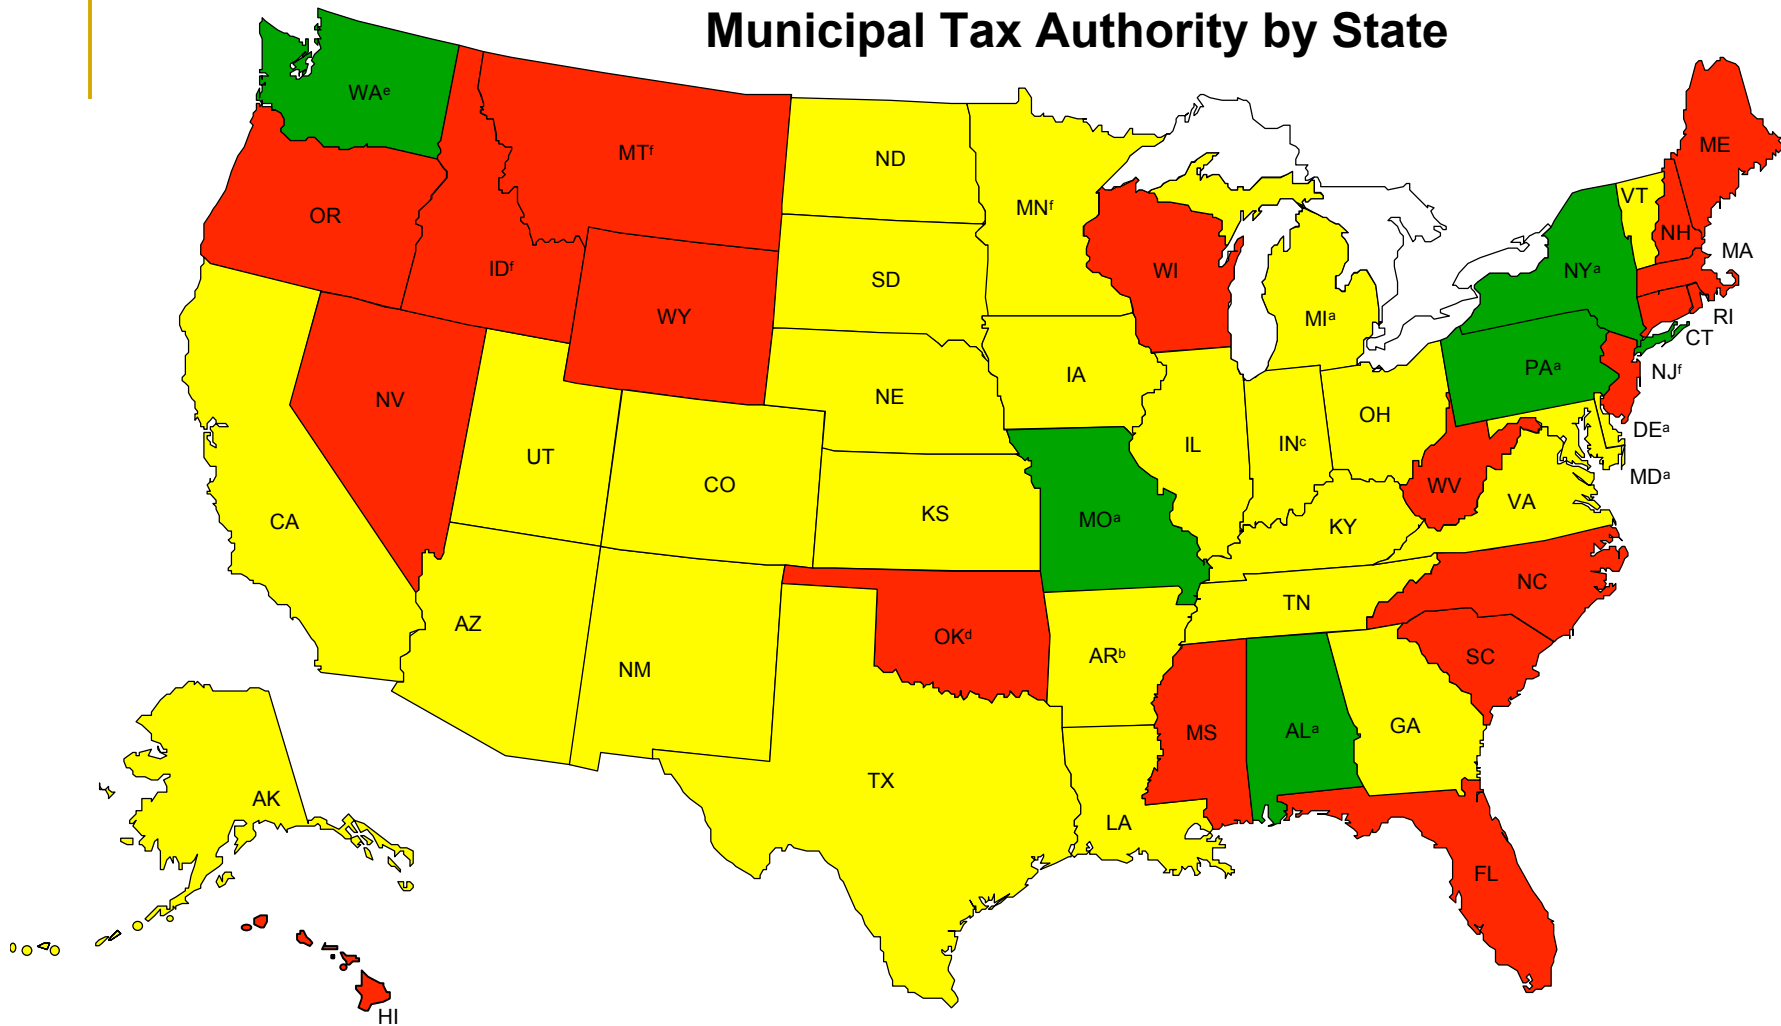 Municipal Tax Authority by State
WAᵉ
MTᶠ
ND
MNᶠ
ME
OR
IDᶠ
WY
SD
WI
MIᵃ
NYᵃ
VT
NH
MA
RI
CT
NJᶠ
PAᵃ
DEᵃ
MDᵃ
NV
UT
CO
NE
IA
IL
INᶜ
OH
WV
VA
CA
KS
MOᵃ
KY
AZ
NM
OKᵈ
ARᵇ
TN
NC
SC
TX
LA
MS
ALᵃ
GA
FL
AK
HI